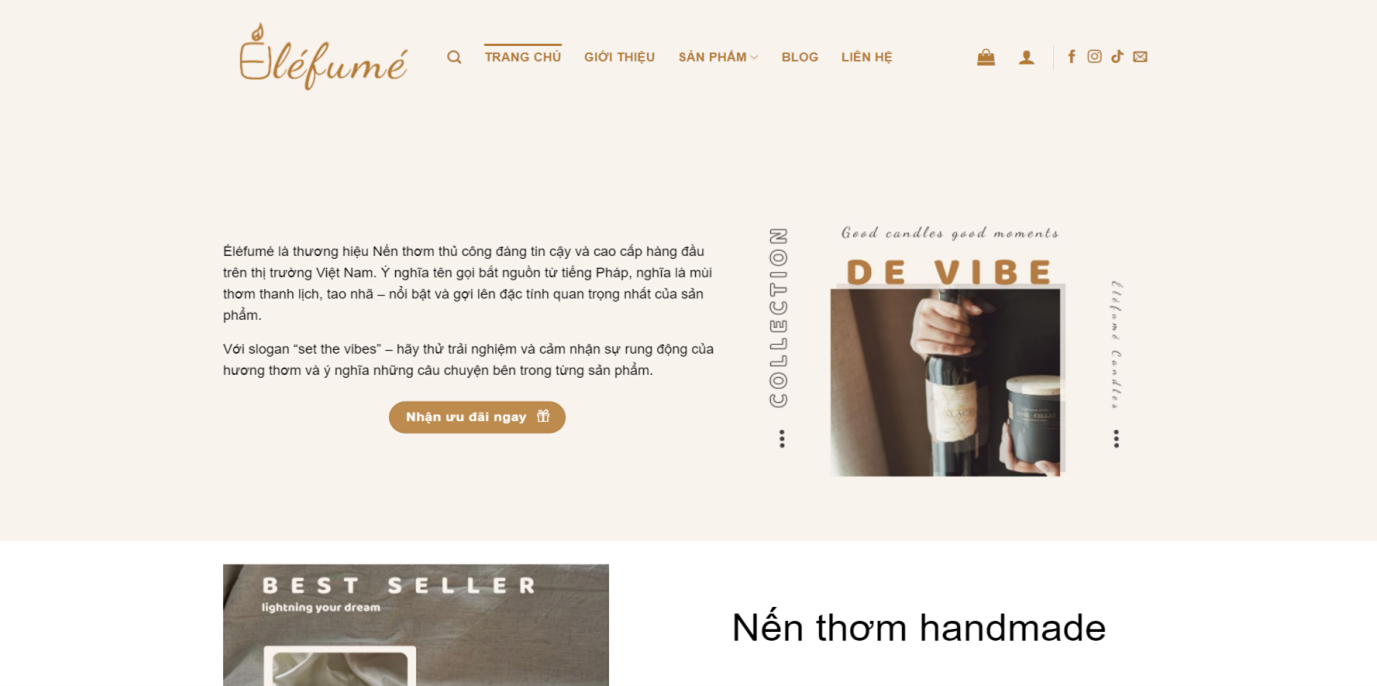 Éléfumé
TRANG CHỦ
GIỚI THIỆU
SẢN PHẨM
BLOG
LIÊN HỆ
Éléfumé là thương hiệu Nến thơm thủ công đáng tin cậy và cao cấp hàng đầu
trên thị trường Việt Nam. Ý nghĩa tên gọi bắt nguồn từ tiếng Pháp, nghĩa là mùi
thơm thanh lịch, tao nhã – nổi bật và gợi lên đặc tính quan trọng nhất của sản
phẩm.
Với slogan “set the vibes” – hãy thử trải nghiệm và cảm nhận sự rung động của
hương thơm và ý nghĩa những câu chuyện bên trong từng sản phẩm.
Nhận ưu đãi ngay
COLLECTION
Good candles good moments
DE VIBE
Éléfumé Candles
BEST SELLER
lightning your dream
Nến thơm handmade